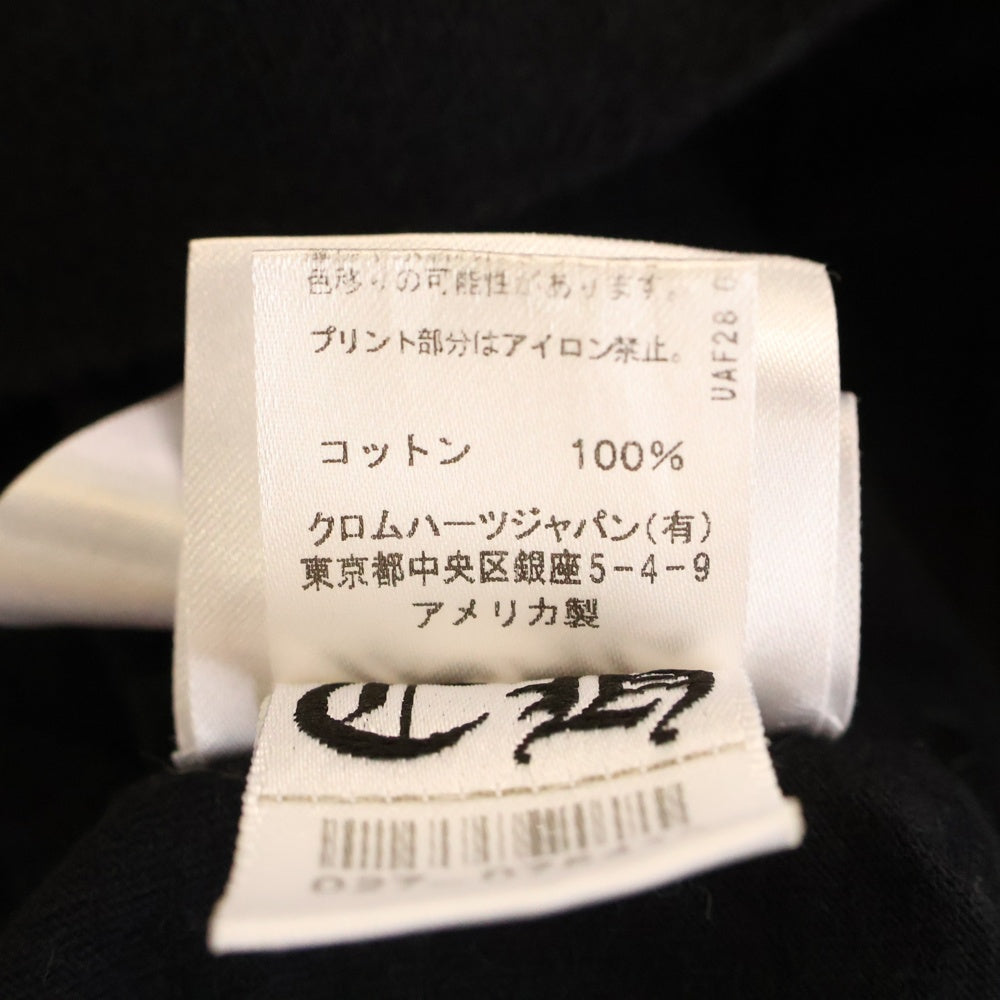 色移りの可能性があります。
プリント部分はアイロン禁止。
UAF28
コットン 100%
クロムハーツジャパン(有)
東京都中央区銀座5-4-9
アメリカ製
CH